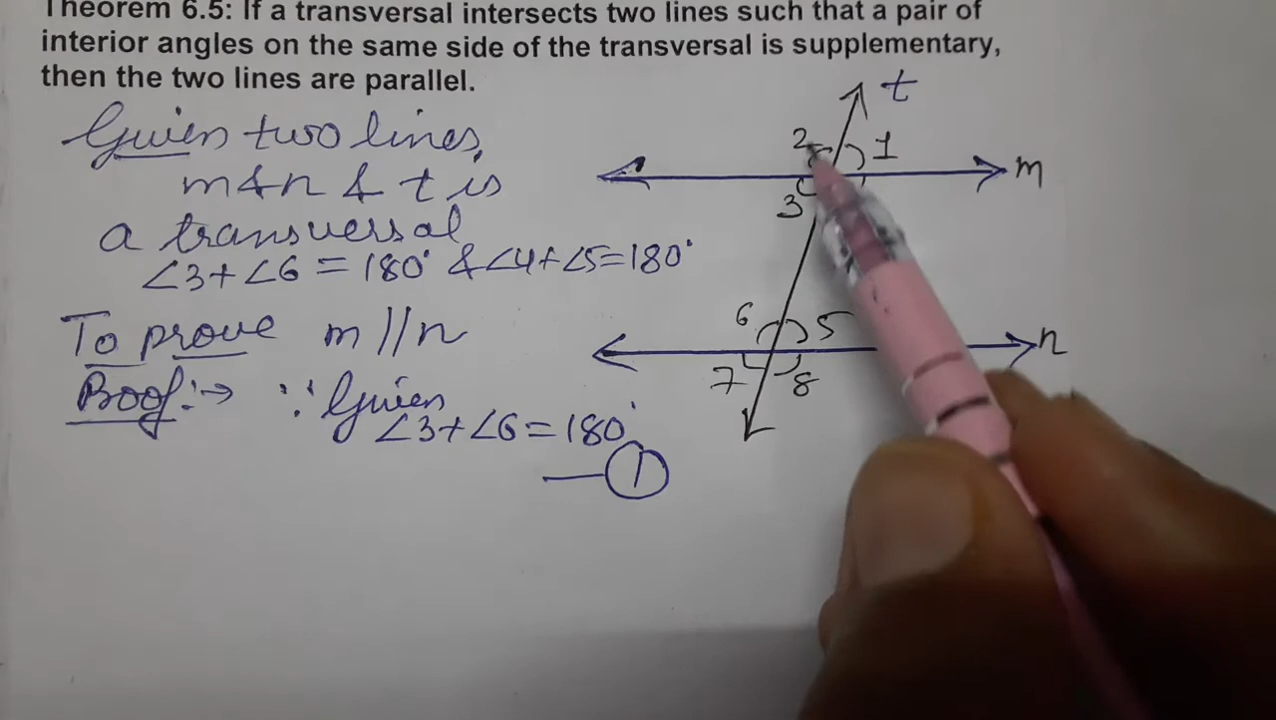 Theorem 6.5: If a transversal intersects two lines such that a pair of
interior angles on the same side of the transversal is supplementary,
then the two lines are parallel.
Given two lines,
m & n & t is
a transversal
∠3+∠6=180° & ∠4+∠5=180°
To prove m//n
Proof:→ ∵ Given
∠3+∠6=180°
—①
t
2 1
m
3
6 5
n
7 8